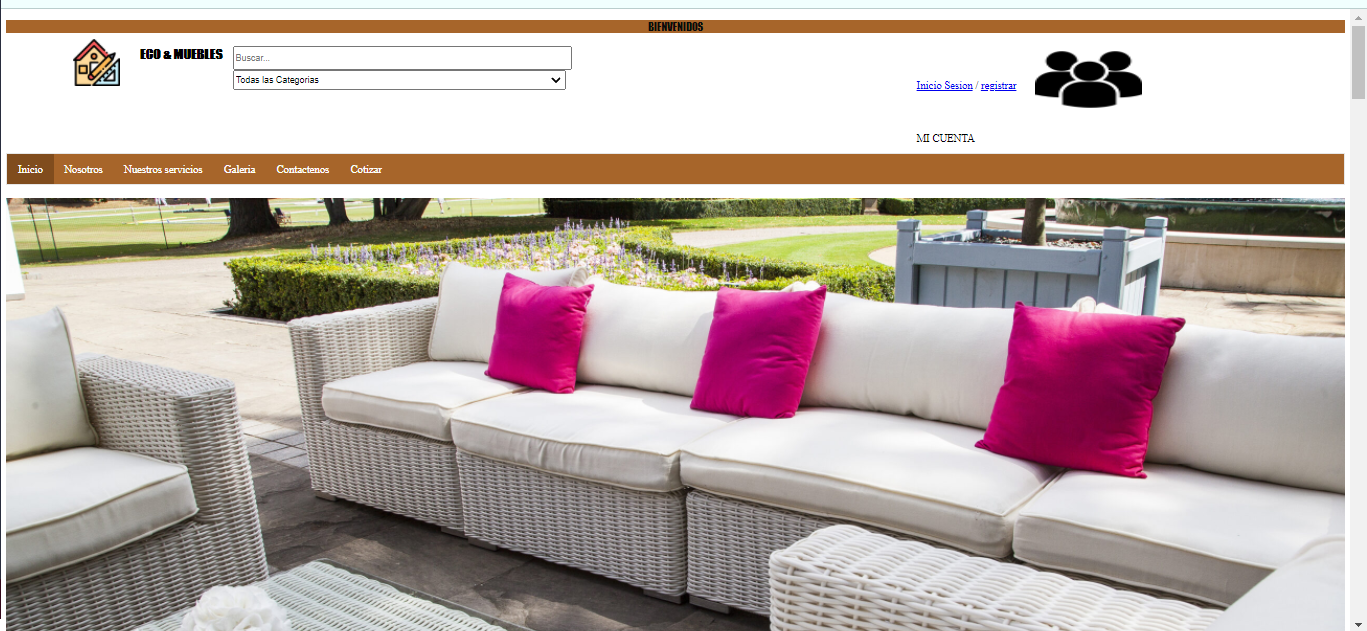 BIENVENIDOS
ECO & MUEBLES
Buscar...
Todas las Categorias
Inicio Sesion / registrar
MI CUENTA
Inicio
Nosotros
Nuestros servicios
Galeria
Contactenos
Cotizar